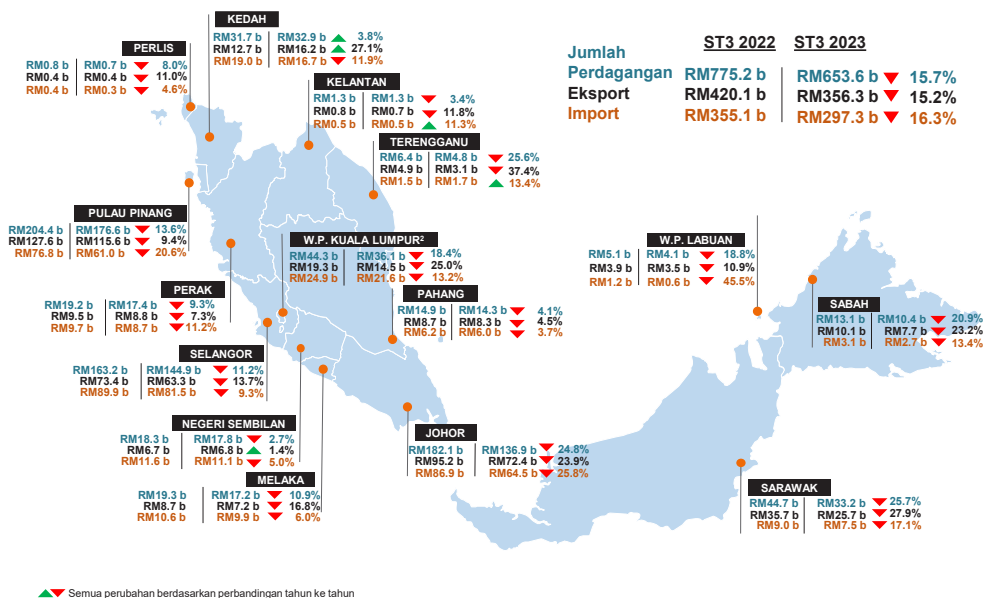 ST3 2022 ST3 2023
Jumlah
Perdagangan RM775.2 b RM653.6 b 15.7%
Eksport RM420.1 b RM356.3 b 15.2%
Import RM355.1 b RM297.3 b 16.3%
KEDAH
RM31.7 b RM32.9 b 3.8%
RM12.7 b RM16.2 b 27.1%
RM19.0 b RM16.7 b 11.9%
PERLIS
RM0.8 b RM0.7 b 8.0%
RM0.4 b RM0.4 b 11.0%
RM0.4 b RM0.3 b 4.6%
KELANTAN
RM1.3 b RM1.3 b 3.4%
RM0.8 b RM0.7 b 11.8%
RM0.5 b RM0.5 b 11.3%
TERENGGANU
RM6.4 b RM4.8 b 25.6%
RM4.9 b RM3.1 b 37.4%
RM1.5 b RM1.7 b 13.4%
PULAU PINANG
RM204.4 b RM176.6 b 13.6%
RM127.6 b RM115.6 b 9.4%
RM76.8 b RM61.0 b 20.6%
W.P. KUALA LUMPUR²
RM44.3 b RM36.1 b 18.4%
RM19.3 b RM14.5 b 25.0%
RM24.9 b RM21.6 b 13.2%
W.P. LABUAN
RM5.1 b RM4.1 b 18.8%
RM3.9 b RM3.5 b 10.9%
RM1.2 b RM0.6 b 45.5%
PERAK
RM19.2 b RM17.4 b 9.3%
RM9.5 b RM8.8 b 7.3%
RM9.7 b RM8.7 b 11.2%
PAHANG
RM14.9 b RM14.3 b 4.1%
RM8.7 b RM8.3 b 4.5%
RM6.2 b RM6.0 b 3.7%
SABAH
RM13.1 b RM10.4 b 20.9%
RM10.1 b RM7.7 b 23.2%
RM3.1 b RM2.7 b 13.4%
SELANGOR
RM163.2 b RM144.9 b 11.2%
RM73.4 b RM63.3 b 13.7%
RM89.9 b RM81.5 b 9.3%
NEGERI SEMBILAN
RM18.3 b RM17.8 b 2.7%
RM6.7 b RM6.8 b 1.4%
RM11.6 b RM11.1 b 5.0%
JOHOR
RM182.1 b RM136.9 b 24.8%
RM95.2 b RM72.4 b 23.9%
RM86.9 b RM64.5 b 25.8%
MELAKA
RM19.3 b RM17.2 b 10.9%
RM8.7 b RM7.2 b 16.8%
RM10.6 b RM9.9 b 6.0%
SARAWAK
RM44.7 b RM33.2 b 25.7%
RM35.7 b RM25.7 b 27.9%
RM9.0 b RM7.5 b 17.1%
Semua perubahan berdasarkan perbandingan tahun ke tahun